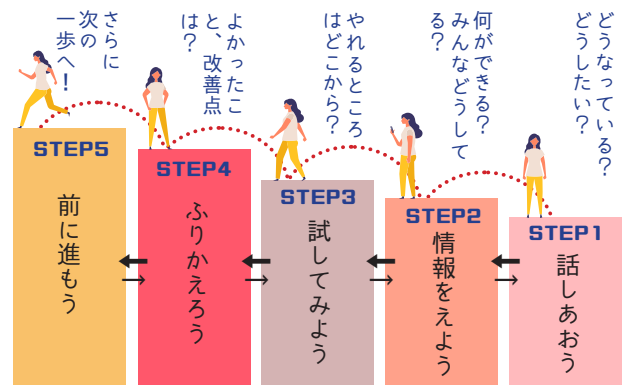 どうなっている?
どうしたい?
STEP1
話しあおう
何ができる?
みんなどうして
る?
STEP2
情報をえよう
やれるところ
はどこから?
STEP3
試してみよう
よかったこ
と、改善点
は?
STEP4
ふりかえろう
さらに
次の
一歩へ!
STEP5
前に進もう